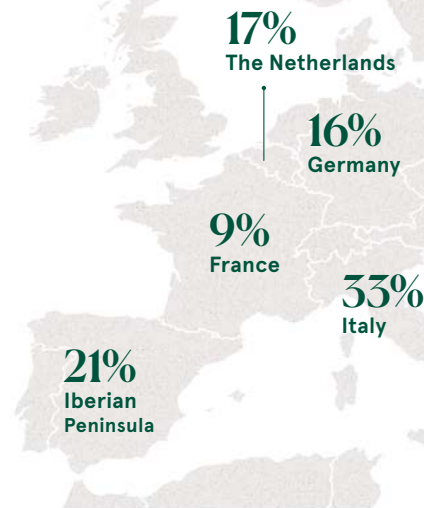 17%
The Netherlands
16%
Germany
9%
France
33%
Italy
21%
Iberian
Peninsula